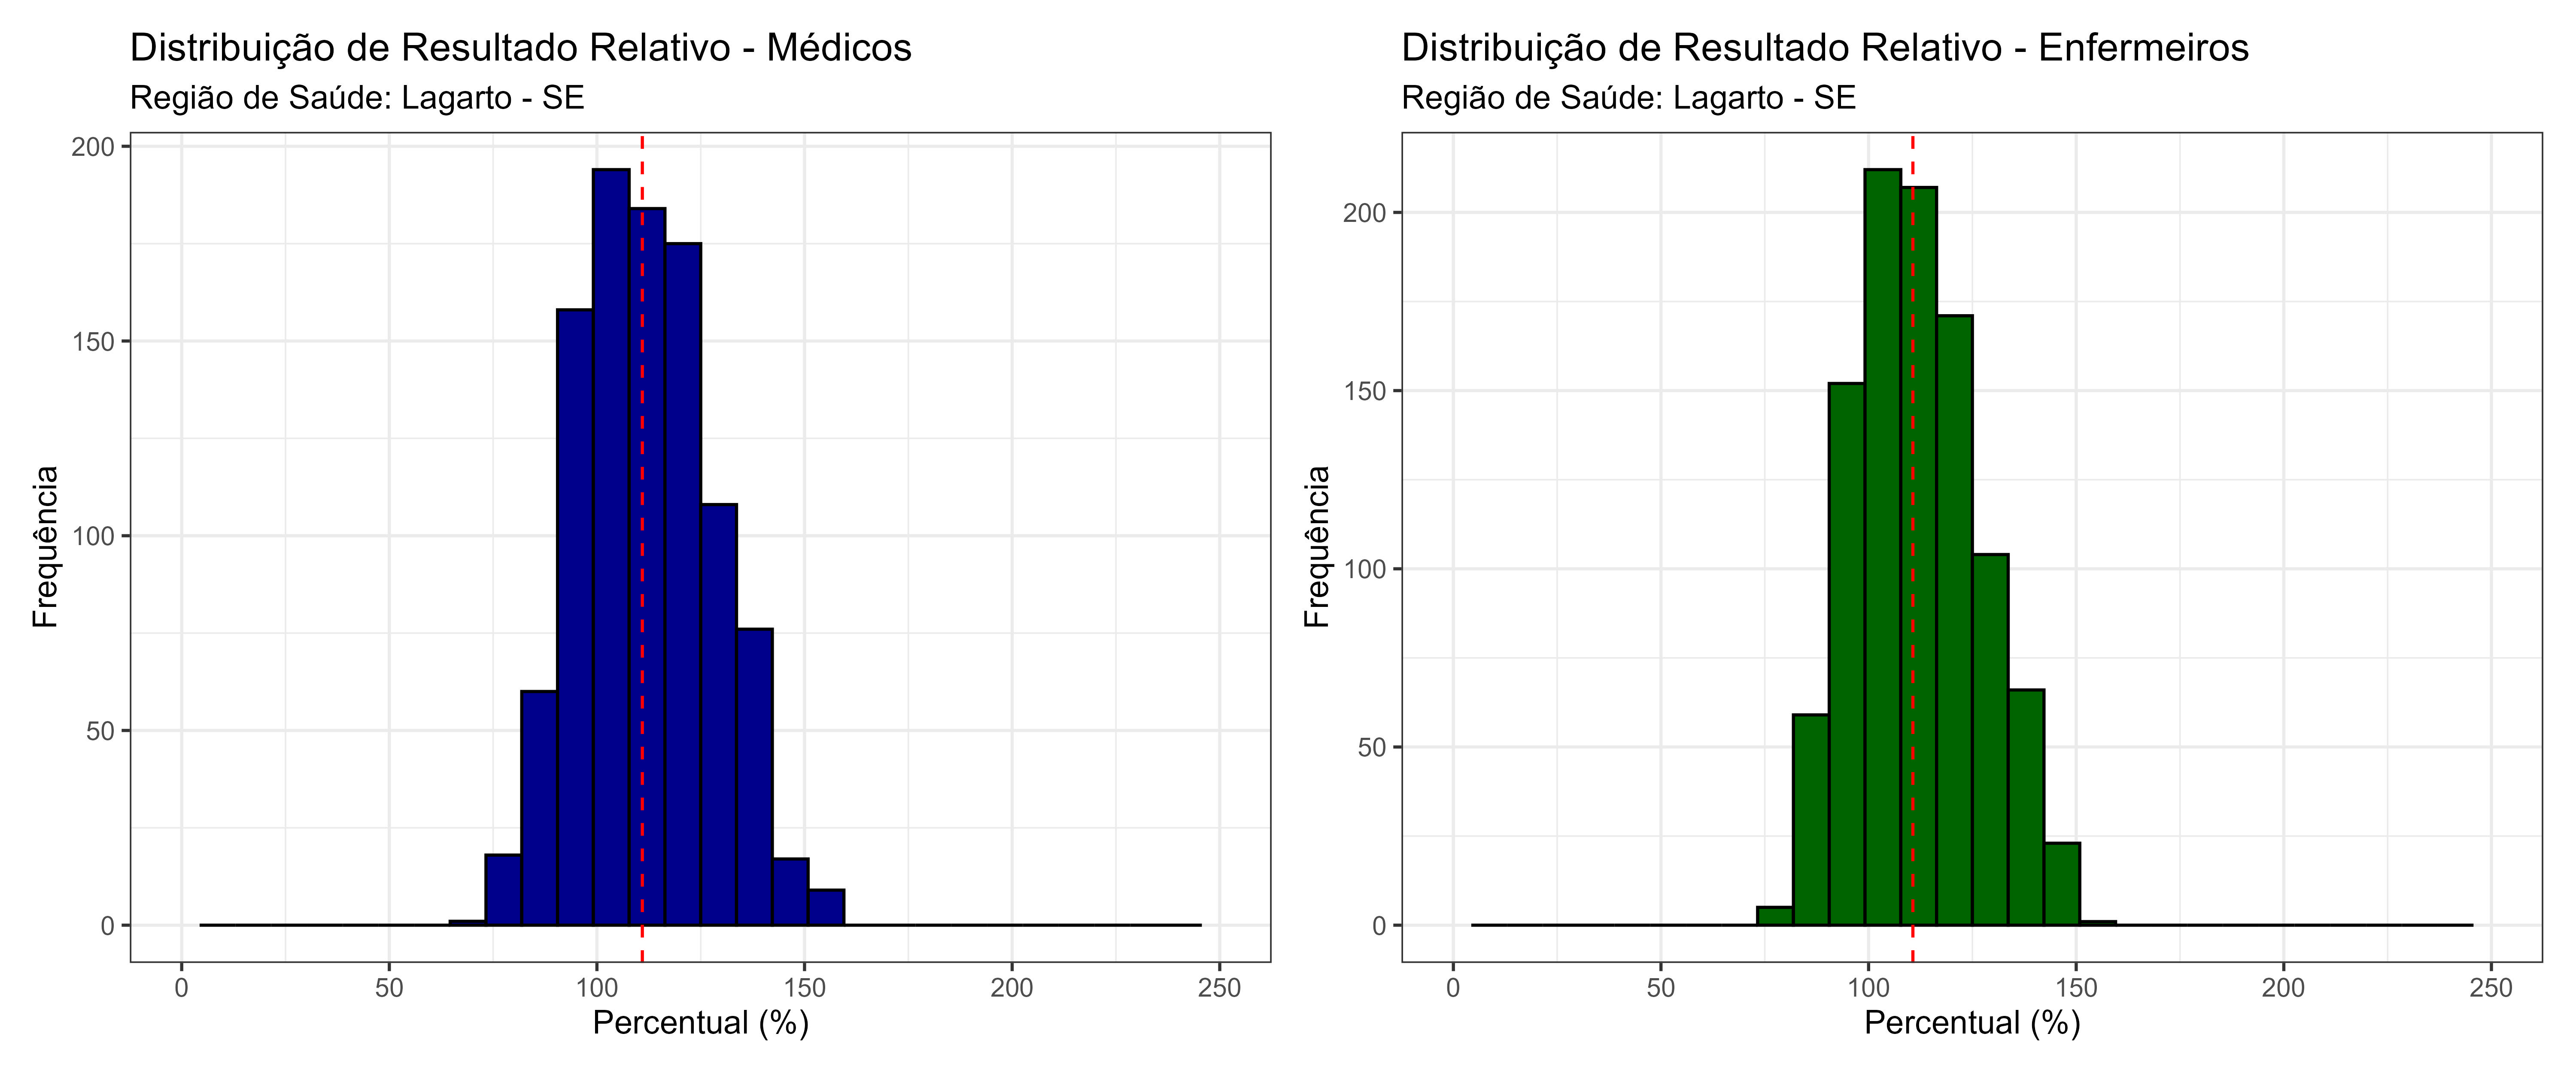 Distribuição de Resultado Relativo - Médicos
Região de Saúde: Lagarto - SE
200
150
100
50
0
Frequência
0 50 100 150 200 250
Percentual (%)
Distribuição de Resultado Relativo - Enfermeiros
Região de Saúde: Lagarto - SE
200
150
100
50
0
Frequência
0 50 100 150 200 250
Percentual (%)